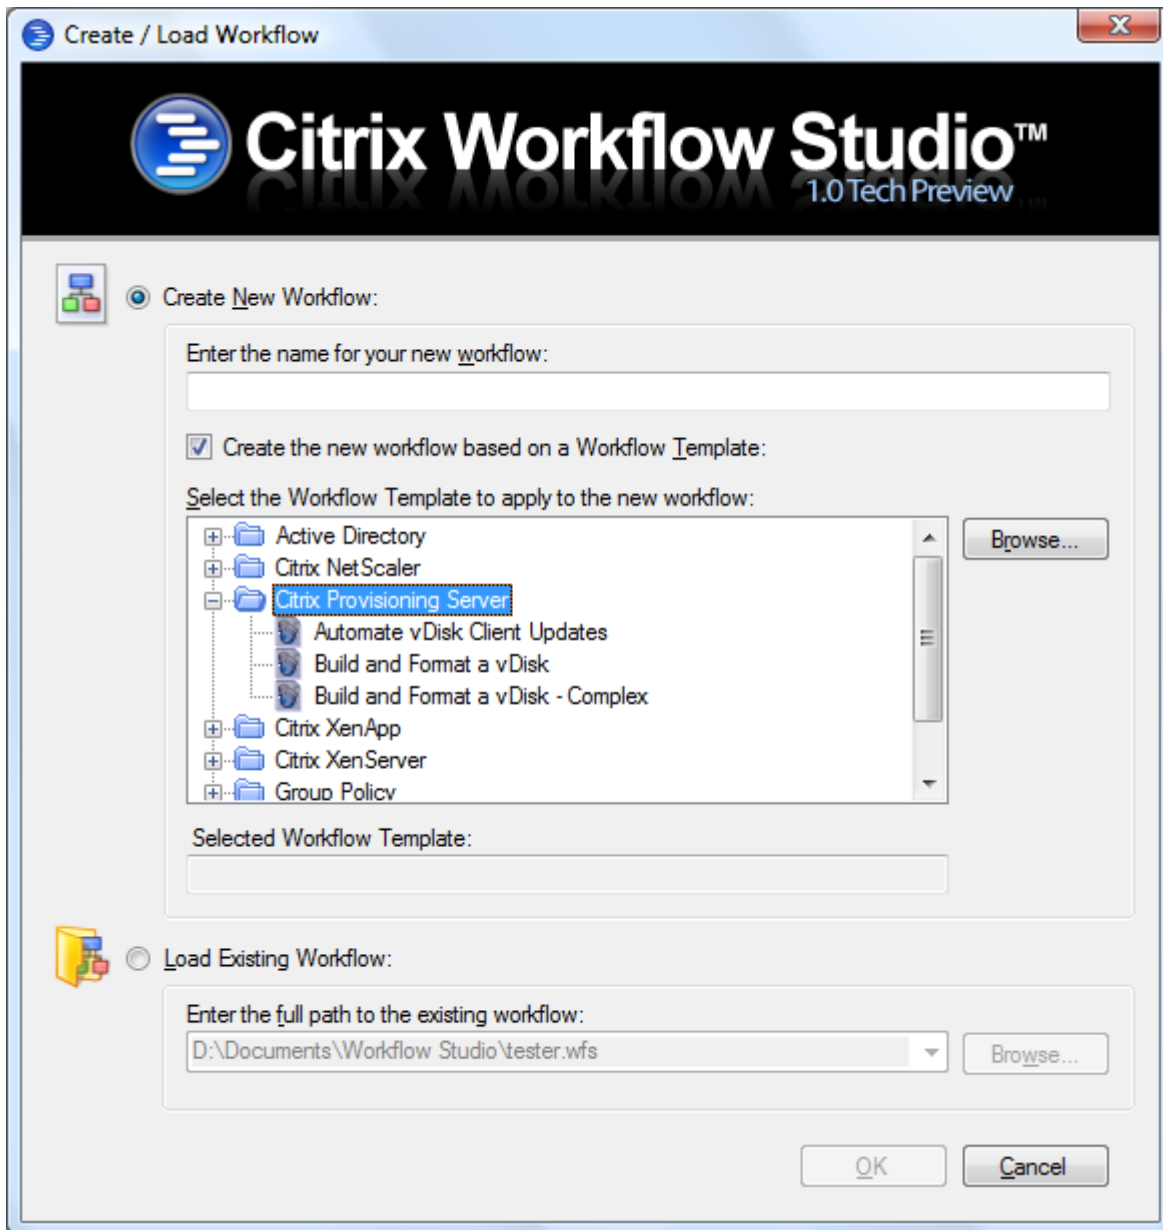 Create / Load Workflow
Citrix Workflow Studio™
1.0 Tech Preview
Create New Workflow:
Enter the name for your new workflow:
Create the new workflow based on a Workflow Template:
Select the Workflow Template to apply to the new workflow:
Active Directory
Browse...
Citrix NetScaler
Citrix Provisioning Server
Automate vDisk Client Updates
Build and Format a vDisk
Build and Format a vDisk - Complex
Citrix XenApp
Citrix XenServer
Group Policy
Selected Workflow Template:
Load Existing Workflow:
Enter the full path to the existing workflow:
D:\Documents\Workflow Studio\tester.wfs
Browse...
OK
Cancel